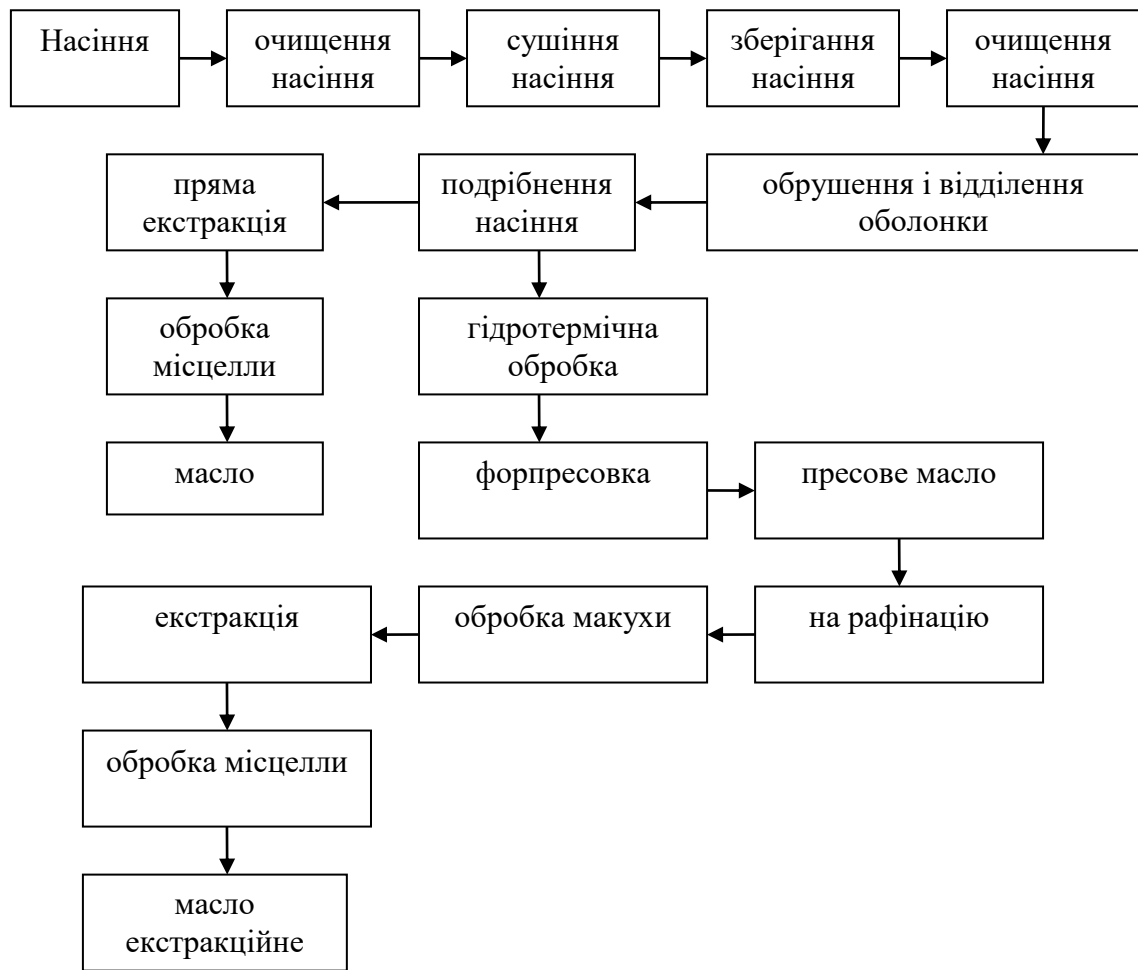 Насіння
очищення
насіння
сушіння
насіння
зберігання
насіння
очищення
насіння
пряма
екстракція
подрібнення
насіння
обрушення і відділення
оболонки
обробка
місцелли
гідротермічна
обробка
масло
форпресовка
пресове масло
екстракція
обробка макухи
на рафінацію
обробка місцелли
масло
екстракційне